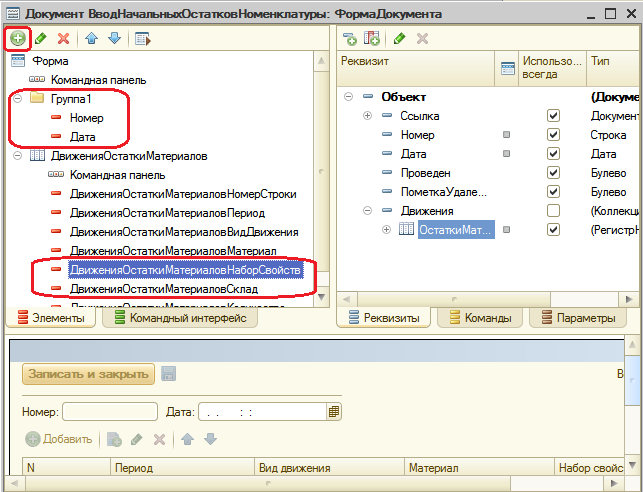 Документ ВводНачальныхОстатковНоменклатуры: ФормаДокумента
Форма
Командная панель
Группа1
Номер
Дата
ДвиженияОстаткиМатериалов
Командная панель
ДвиженияОстаткиМатериаловНомерСтроки
ДвиженияОстаткиМатериаловПериод
ДвиженияОстаткиМатериаловВидДвижения
ДвиженияОстаткиМатериаловМатериал
ДвиженияОстаткиМатериаловНаборСвойств
ДвиженияОстаткиМатериаловСклад
ДвиженияОстаткиМатериаловКоличество
Элементы Командный интерфейс
Реквизит Использо... всегда Тип
Объект (Докумен
Ссылка Документ
Номер Строка
Дата Дата
Проведен Булево
ПометкаУдале... Булево
Движения (Коллекц
ОстаткиМат... (РегистрН
Реквизиты Команды Параметры
Записать и закрыть В
Номер: Дата: . . : :
Добавить
N Период Вид движения Материал Набор свойс